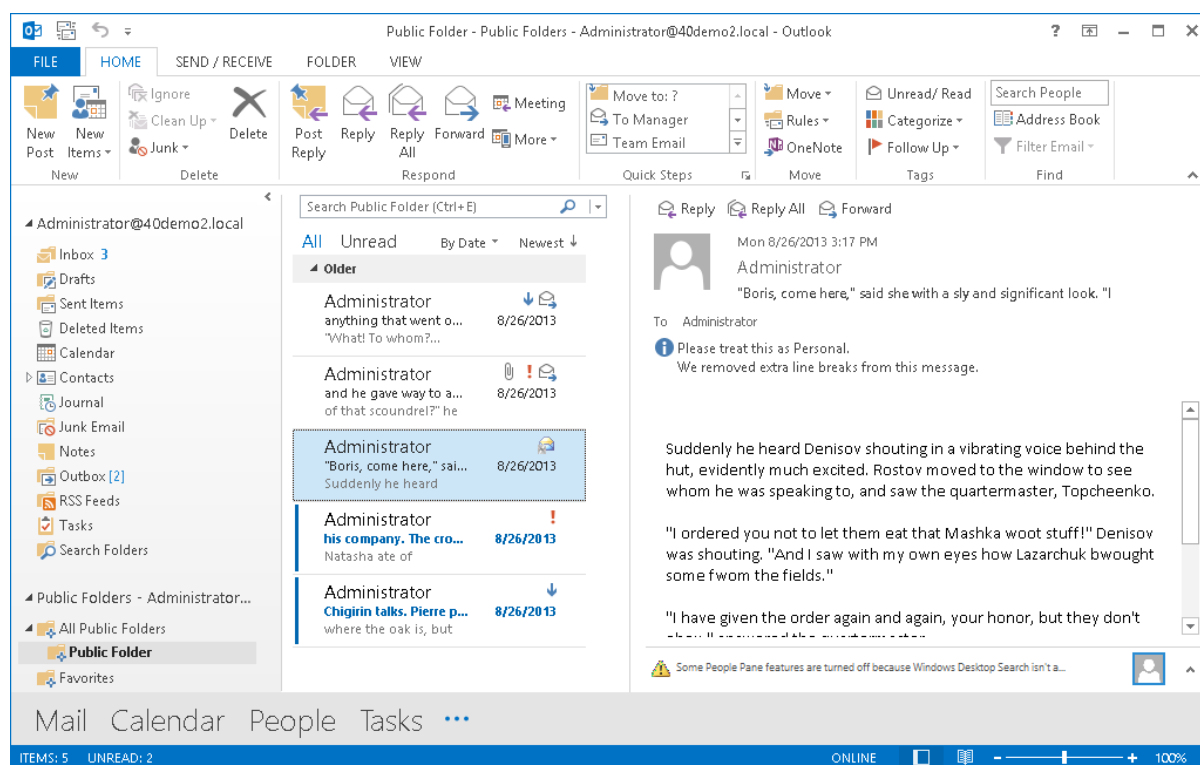 Public Folder - Public Folders - Administrator@40demo2.local - Outlook
?
FILE HOME SEND / RECEIVE FOLDER VIEW
New Post
New Items
New
Ignore
Clean Up
Junk
Delete
Delete
Post Reply
Reply
Reply All
Forward
Meeting
More
Respond
Move to: ?
To Manager
Team Email
Quick Steps
Move
Rules
OneNote
Move
Unread/ Read
Categorize
Follow Up
Tags
Search People
Address Book
Filter Email
Find
Administrator@40demo2.local
Inbox 3
Drafts
Sent Items
Deleted Items
Calendar
Contacts
Journal
Junk Email
Notes
Outbox [2]
RSS Feeds
Tasks
Search Folders
Public Folders - Administrator...
All Public Folders
Public Folder
Favorites
Search Public Folder (Ctrl+E)
All Unread By Date Newest
Older
Administrator
anything that went o... 8/26/2013
"What! To whom?...
Administrator
and he gave way to a... 8/26/2013
of that scoundrel?" he
Administrator
"Boris, come here," sai... 8/26/2013
Suddenly he heard
Administrator
his company. The cro... 8/26/2013
Natasha ate of
Administrator
Chigirin talks. Pierre p... 8/26/2013
where the oak is, but
Reply Reply All Forward
Mon 8/26/2013 3:17 PM
Administrator
"Boris, come here," said she with a sly and significant look. "I
To Administrator
Please treat this as Personal.
We removed extra line breaks from this message.
Suddenly he heard Denisov shouting in a vibrating voice behind the
hut, evidently much excited. Rostov moved to the window to see
whom he was speaking to, and saw the quartermaster, Topcheenko.
"I ordered you not to let them eat that Mashka woot stuff!" Denisov
was shouting. "And I saw with my own eyes how Lazarchuk bwought
some fwom the fields."
"I have given the order again and again, your honor, but they don't
Some People Pane features are turned off because Windows Desktop Search isn't a...
Mail Calendar People Tasks ...
ITEMS: 5 UNREAD: 2
ONLINE
100%